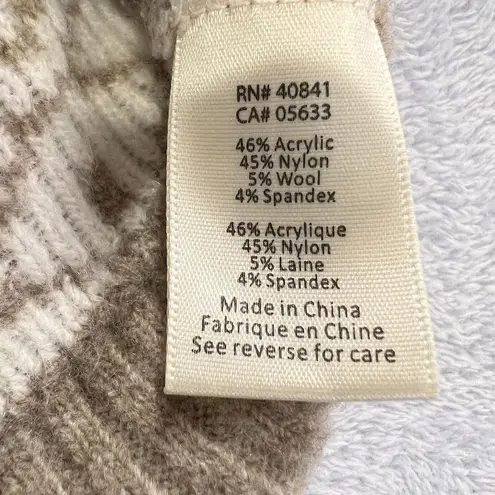 RN# 40841
CA# 05633
46% Acrylic
45% Nylon
5% Wool
4% Spandex
46% Acrylique
45% Nylon
5% Laine
4% Spandex
Made in China
Fabrique en Chine
See reverse for care